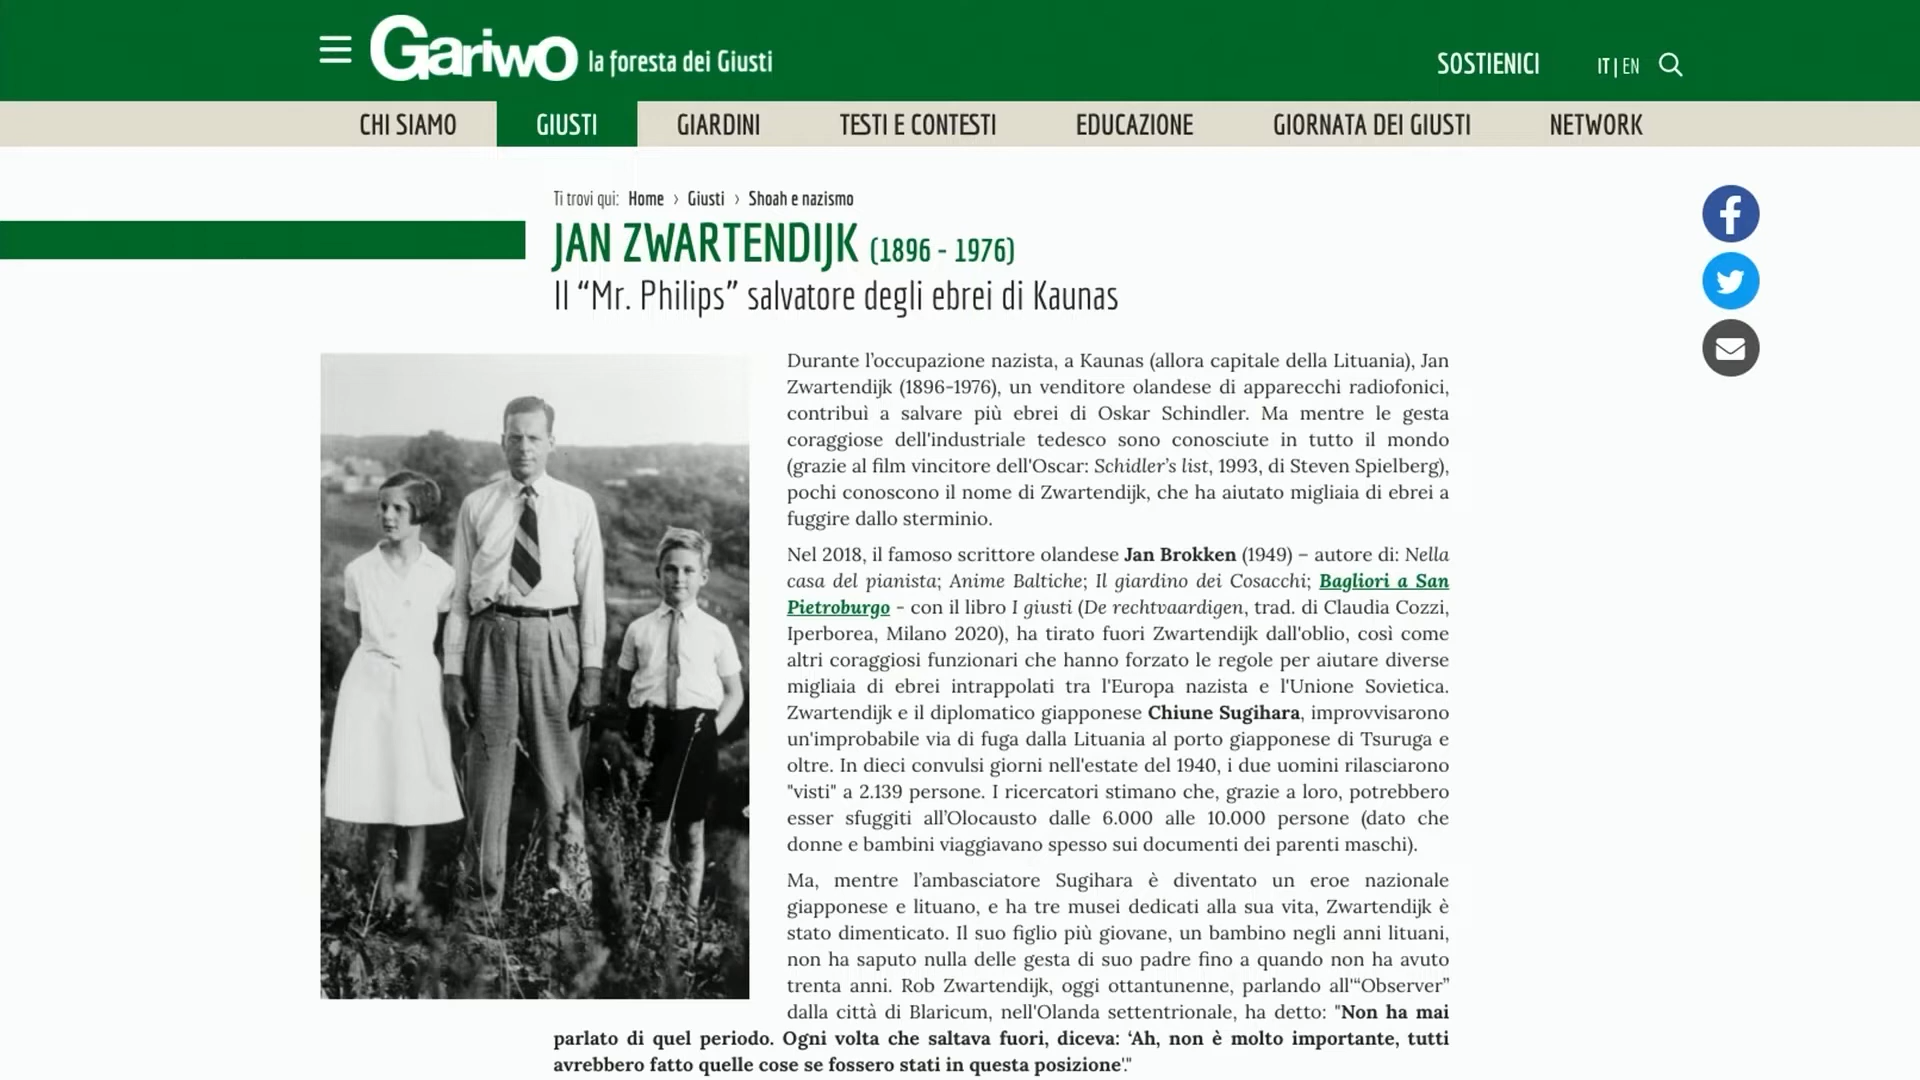 Gariwo la foresta dei Giusti
SOSTIENICI
IT | EN
CHI SIAMO
GIUSTI
GIARDINI
TESTI E CONTESTI
EDUCAZIONE
GIORNATA DEI GIUSTI
NETWORK
Ti trovi qui: Home › Giusti › Shoah e nazismo
JAN ZWARTENDIJK (1896 - 1976)
Il “Mr. Philips” salvatore degli ebrei di Kaunas
Durante l’occupazione nazista, a Kaunas (allora capitale della Lituania), Jan
Zwartendijk (1896-1976), un venditore olandese di apparecchi radiofonici,
contribuì a salvare più ebrei di Oskar Schindler. Ma mentre le gesta
coraggiose dell'industriale tedesco sono conosciute in tutto il mondo
(grazie al film vincitore dell'Oscar: Schidler’s list, 1993, di Steven Spielberg),
pochi conoscono il nome di Zwartendijk, che ha aiutato migliaia di ebrei a
fuggire dallo sterminio.
Nel 2018, il famoso scrittore olandese Jan Brokken (1949) – autore di: Nella
casa del pianista; Anime Baltiche; Il giardino dei Cosacchi; Bagliori a San
Pietroburgo - con il libro I giusti (De rechtvaardigen, trad. di Claudia Cozzi,
Iperborea, Milano 2020), ha tirato fuori Zwartendijk dall'oblio, così come
altri coraggiosi funzionari che hanno forzato le regole per aiutare diverse
migliaia di ebrei intrappolati tra l'Europa nazista e l'Unione Sovietica.
Zwartendijk e il diplomatico giapponese Chiune Sugihara, improvvisarono
un'improbabile via di fuga dalla Lituania al porto giapponese di Tsuruga e
oltre. In dieci convulsi giorni nell'estate del 1940, i due uomini rilasciarono
"visti" a 2.139 persone. I ricercatori stimano che, grazie a loro, potrebbero
esser sfuggiti all’Olocausto dalle 6.000 alle 10.000 persone (dato che
donne e bambini viaggiavano spesso sui documenti dei parenti maschi).
Ma, mentre l’ambasciatore Sugihara è diventato un eroe nazionale
giapponese e lituano, e ha tre musei dedicati alla sua vita, Zwartendijk è
stato dimenticato. Il suo figlio più giovane, un bambino negli anni lituani,
non ha saputo nulla delle gesta di suo padre fino a quando non ha avuto
trenta anni. Rob Zwartendijk, oggi ottantunenne, parlando all'“Observer”
dalla città di Blaricum, nell'Olanda settentrionale, ha detto: "Non ha mai
parlato di quel periodo. Ogni volta che saltava fuori, diceva: ‘Ah, non è molto importante, tutti
avrebbero fatto quelle cose se fossero stati in questa posizione'."